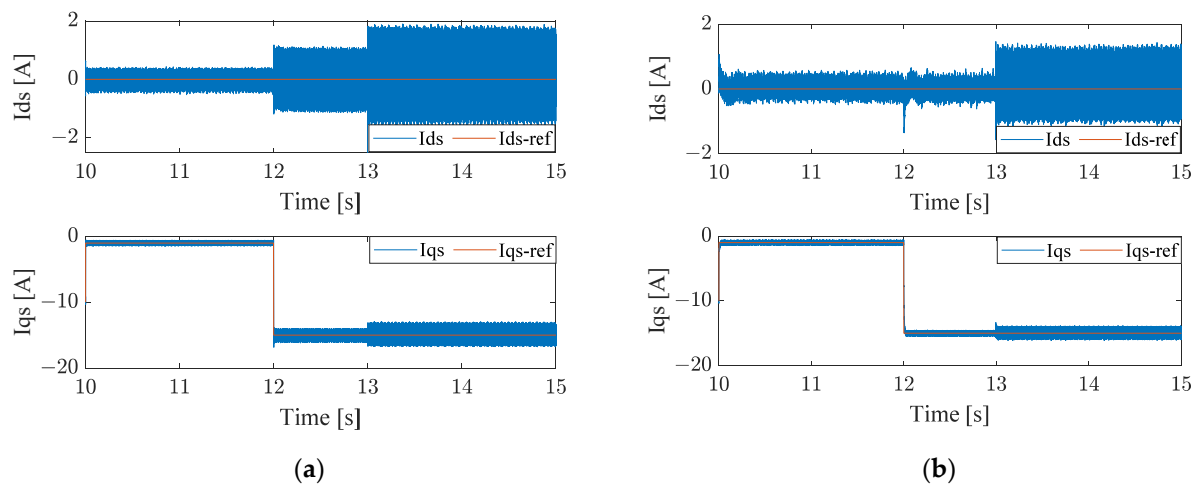 2
0
−2
Ids [A]
Ids Ids-ref
10 11 12 13 14 15
Time [s]
0
−10
−20
Iqs [A]
Iqs Iqs-ref
10 11 12 13 14 15
Time [s]
(a)
2
0
−2
Ids [A]
Ids Ids-ref
10 11 12 13 14 15
Time [s]
0
−10
−20
Iqs [A]
Iqs Iqs-ref
10 11 12 13 14 15
Time [s]
(b)